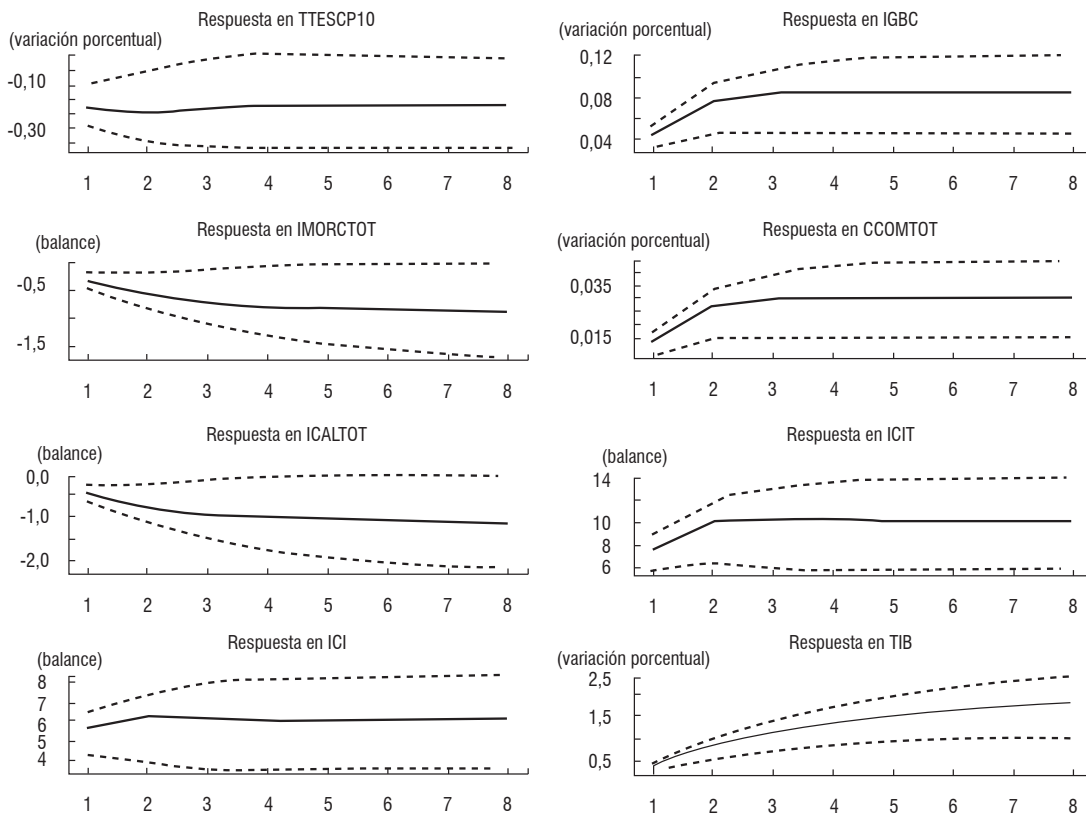 Respuesta en TTESCP10
(variación porcentual)
-0,10
-0,30
1 2 3 4 5 6 7 8
Respuesta en IGBC
(variación porcentual)
0,12
0,08
0,04
1 2 3 4 5 6 7 8
Respuesta en IMORCTOT
(balance)
-0,5
-1,5
1 2 3 4 5 6 7 8
Respuesta en CCOMTOT
(variación porcentual)
0,035
0,015
1 2 3 4 5 6 7 8
Respuesta en ICALTOT
(balance)
0,0
-1,0
-2,0
1 2 3 4 5 6 7 8
Respuesta en ICIT
(balance)
14
10
8
6
1 2 3 4 5 6 7 8
Respuesta en ICI
(balance)
8
7
6
5
4
1 2 3 4 5 6 7 8
Respuesta en TIB
(variación porcentual)
2,5
1,5
0,5
1 2 3 4 5 6 7 8